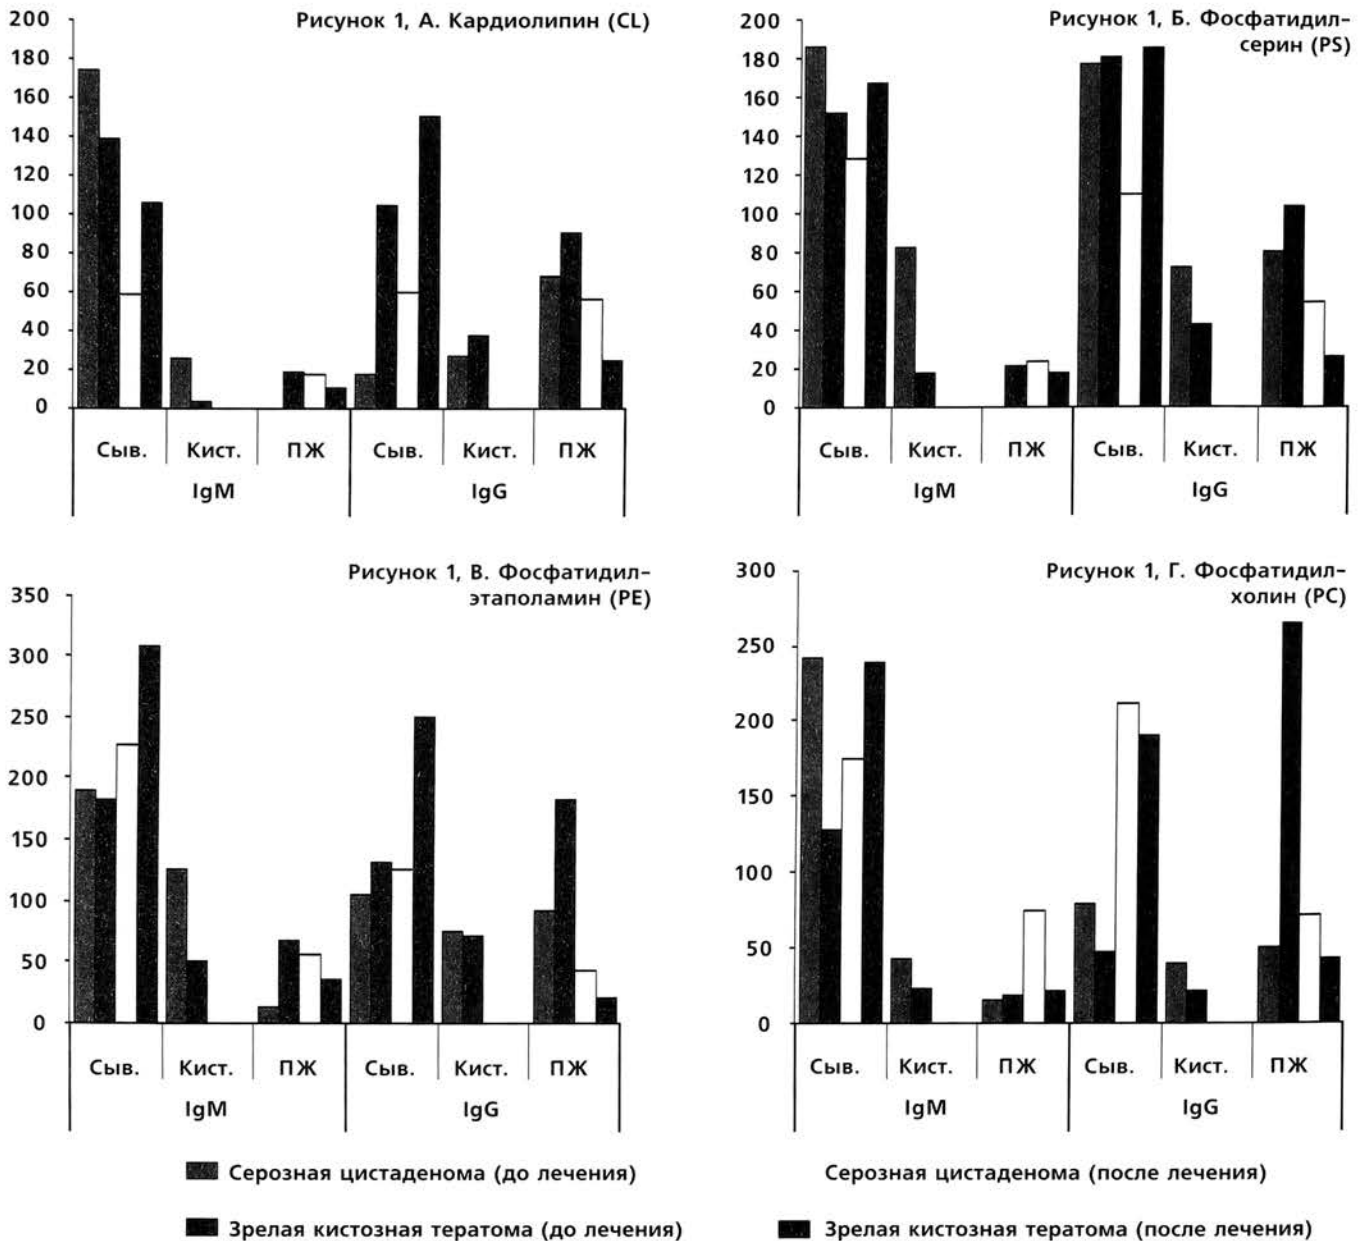 Рисунок 1, А. Кардиолипин (CL)
200
180
160
140
120
100
80
60
40
20
0
Сыв. Кист. ПЖ Сыв. Кист. ПЖ
IgM IgG
Рисунок 1, Б. Фосфатидил–
серин (PS)
200
180
160
140
120
100
80
60
40
20
0
Сыв. Кист. ПЖ Сыв. Кист. ПЖ
IgM IgG
Рисунок 1, В. Фосфатидил–
этаполамин (PE)
350
300
250
200
150
100
50
0
Сыв. Кист. ПЖ Сыв. Кист. ПЖ
IgM IgG
Рисунок 1, Г. Фосфатидил–
холин (PC)
300
250
200
150
100
50
0
Сыв. Кист. ПЖ Сыв. Кист. ПЖ
IgM IgG
Серозная цистаденома (до лечения)
Серозная цистаденома (после лечения)
Зрелая кистозная тератома (до лечения)
Зрелая кистозная тератома (после лечения)